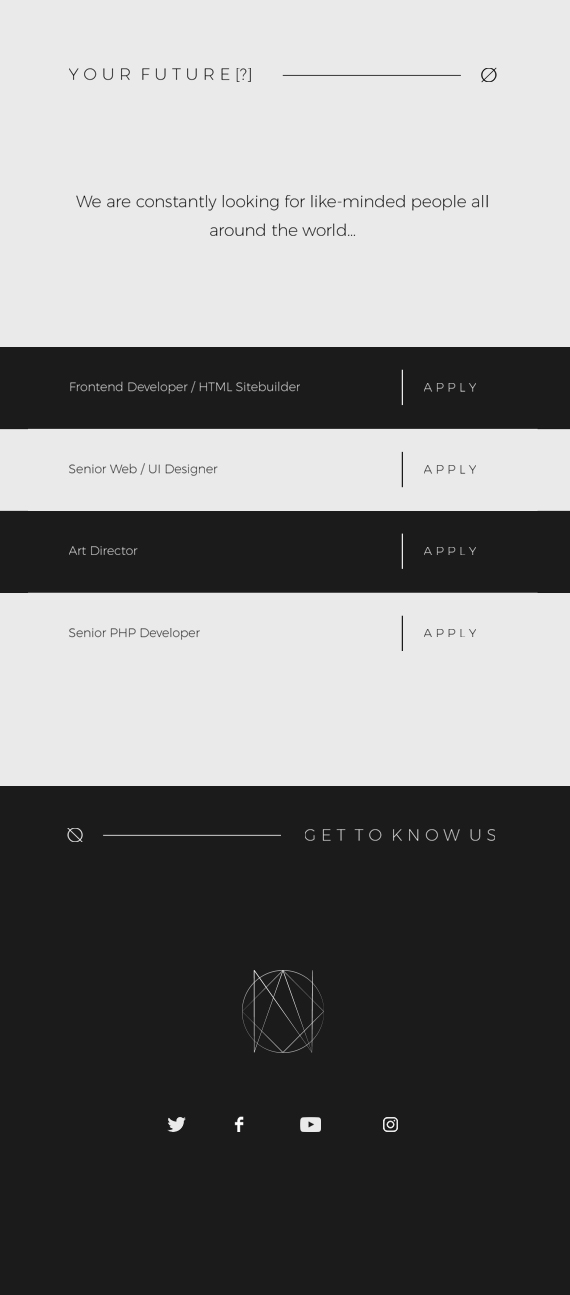 YOUR FUTURE[?]
We are constantly looking for like-minded people all
around the world...
Frontend Developer / HTML Sitebuilder
APPLY
Senior Web / UI Designer
APPLY
Art Director
APPLY
Senior PHP Developer
APPLY
GET TO KNOW US